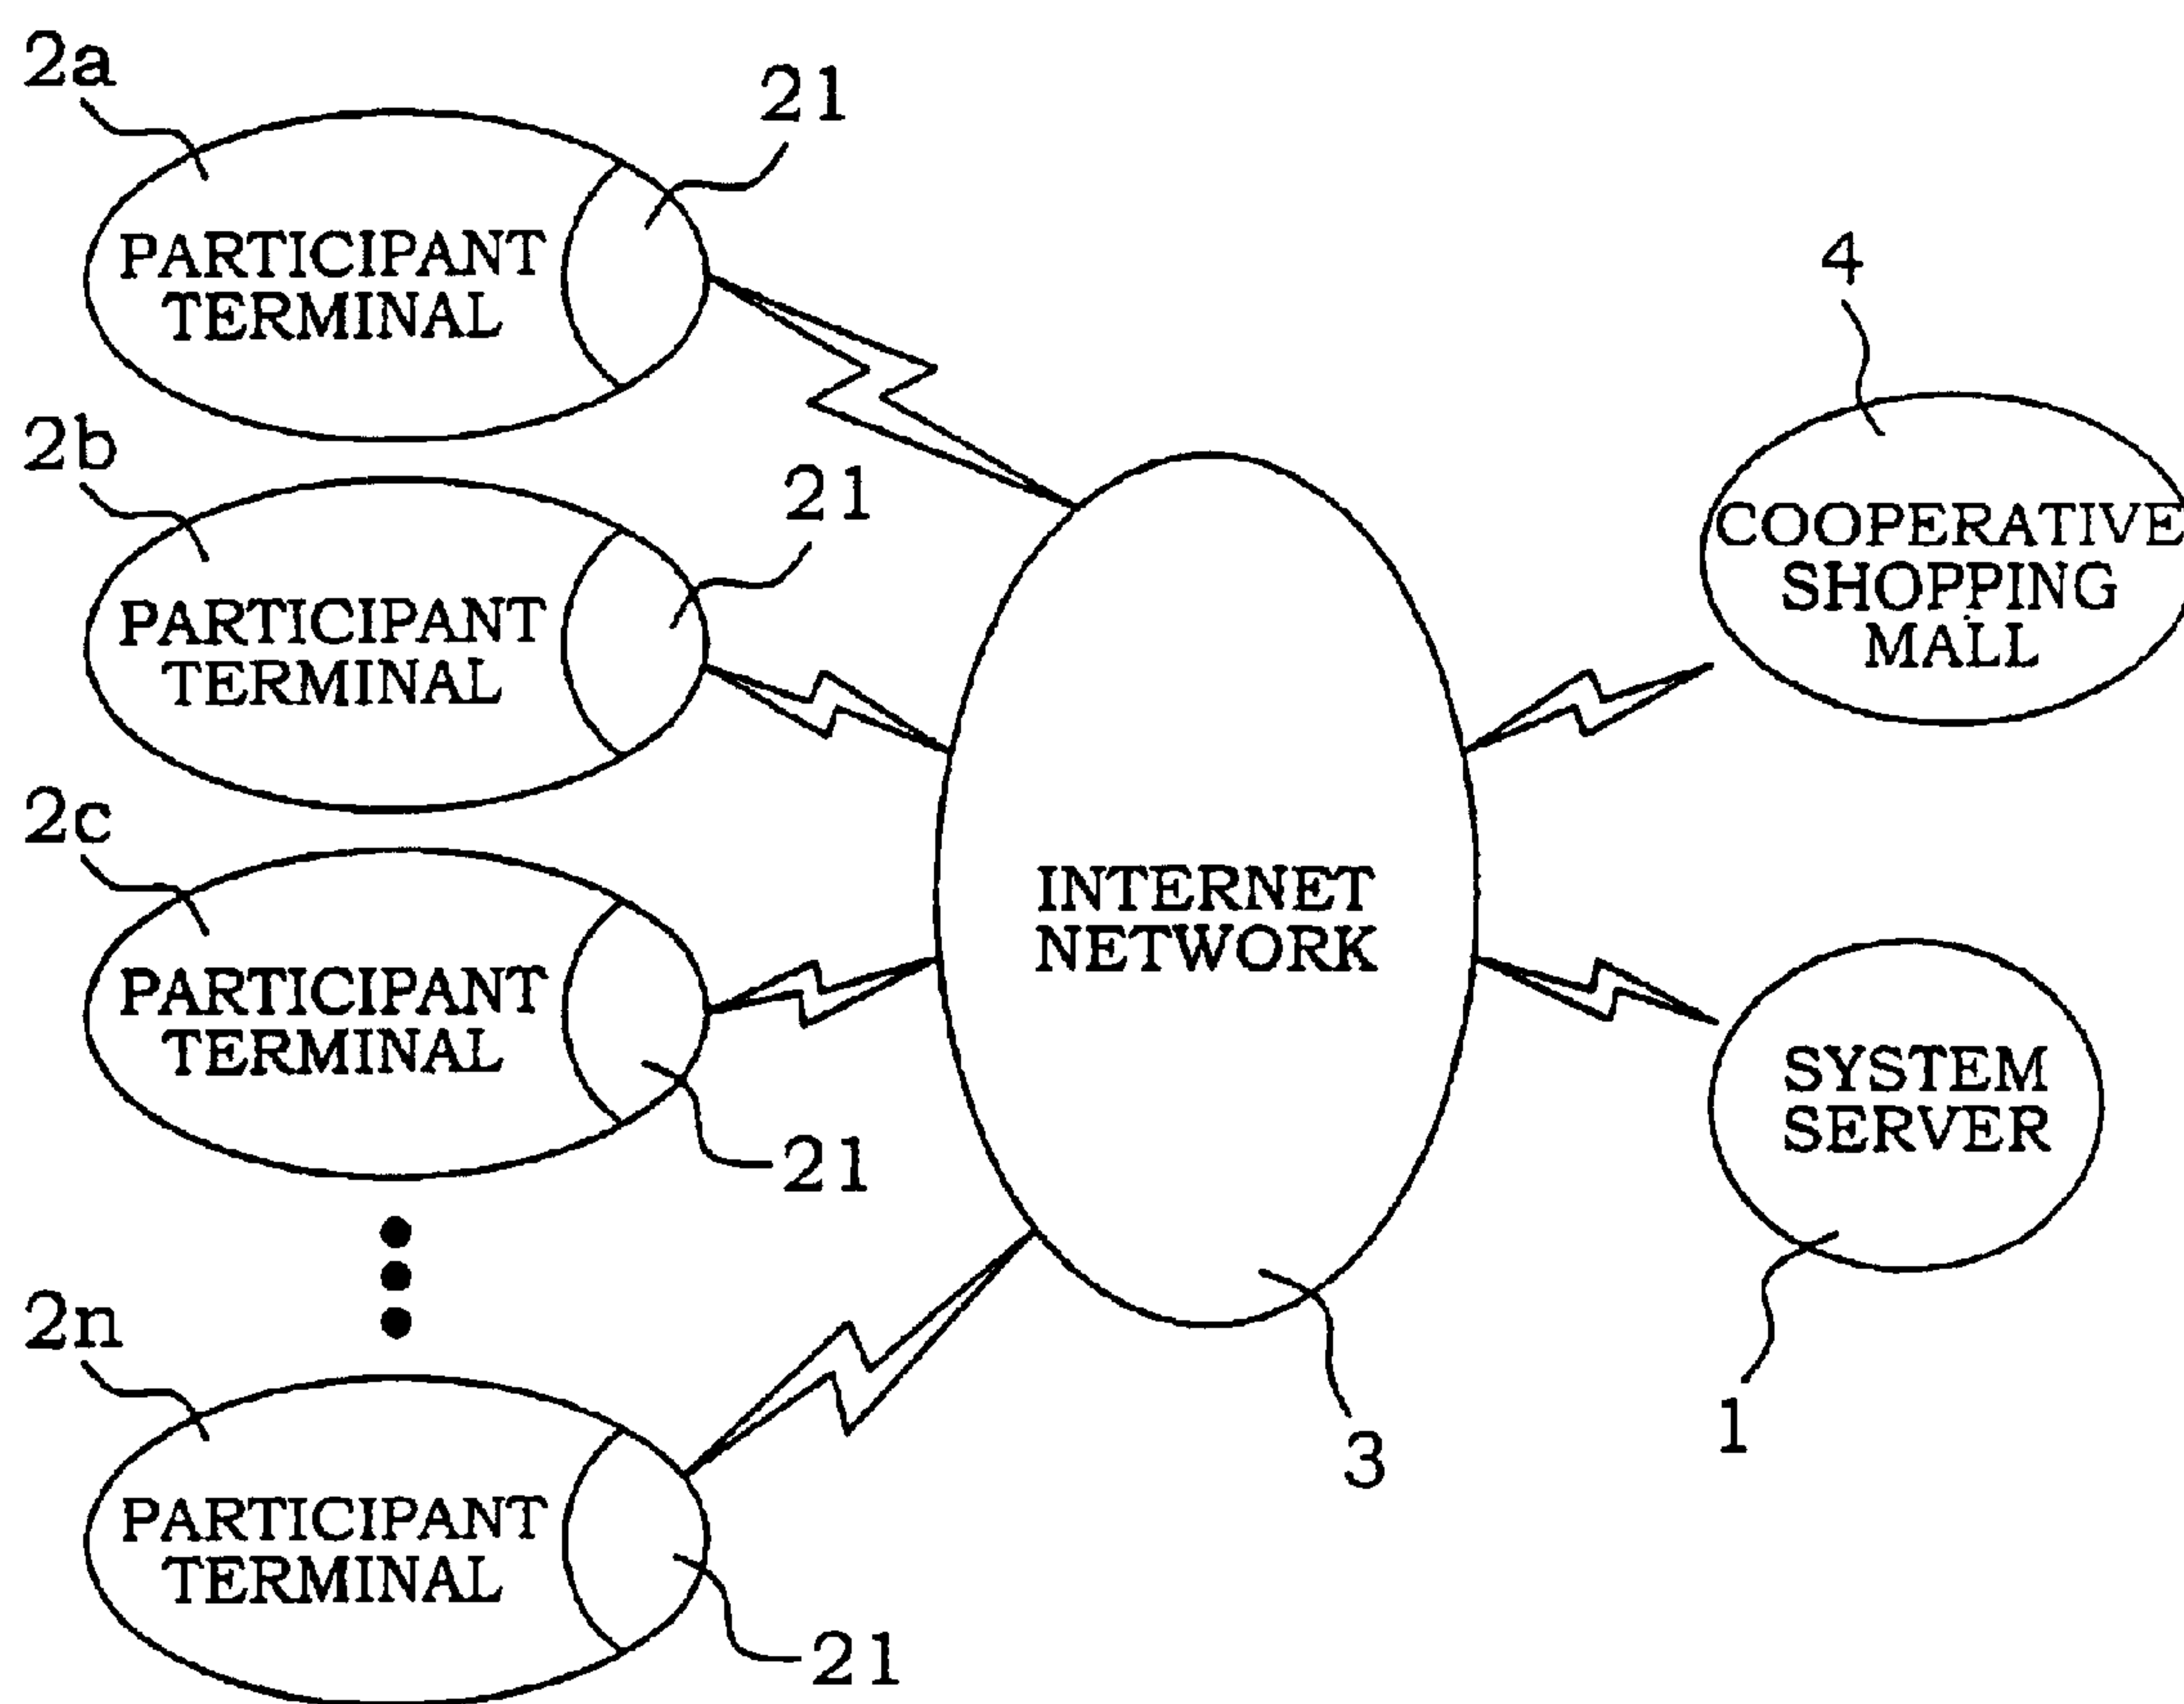 2a
21
PARTICIPANT
TERMINAL
2b
21
PARTICIPANT
TERMINAL
2c
PARTICIPANT
TERMINAL
21
2n
PARTICIPANT
TERMINAL
21
INTERNET
NETWORK
3
4
COOPERATIVE
SHOPPING
MALL
SYSTEM
SERVER
1